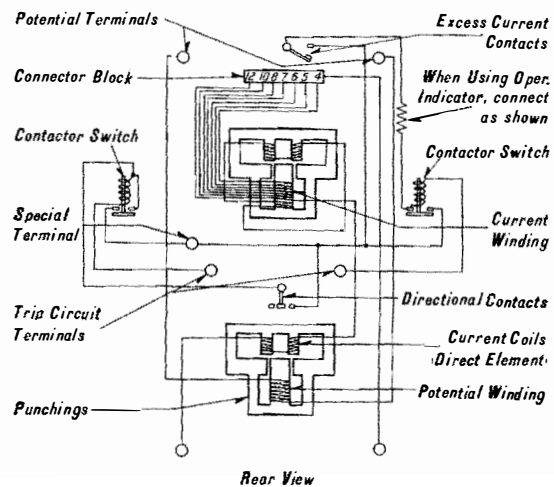 Potential Terminals
Excess Current
Contacts
Connector Block
12 10 8 7 6 5 4
When Using Oper.
Indicator, connect
as shown
Contactor Switch
Contactor Switch
Special
Terminal
Current
Winding
Trip Circuit
Terminals
Directional Contacts
Current Coils
(Direct Element)
Punchings
Potential Winding
Rear View